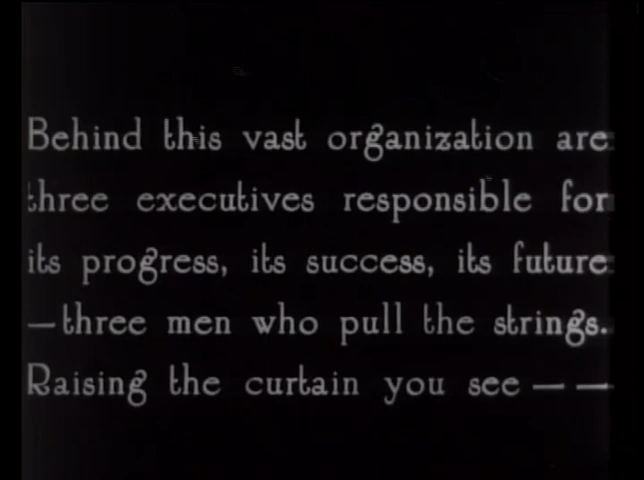 Behind this vast organization are
three executives responsible for
its progress, its success, its future
—three men who pull the strings.
Raising the curtain you see — —